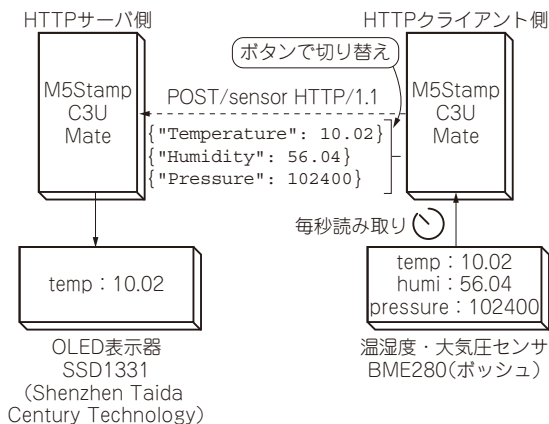 HTTPサーバ側
HTTPクライアント側
ボタンで切り替え
M5Stamp
C3U
Mate
POST/sensor HTTP/1.1
{"Temperature": 10.02}
{"Humidity": 56.04}
{"Pressure": 102400}
M5Stamp
C3U
Mate
毎秒読み取り
temp：10.02
temp：10.02
humi：56.04
pressure：102400
OLED表示器
SSD1331
(Shenzhen Taida
Century Technology)
温湿度・大気圧センサ
BME280(ボッシュ)